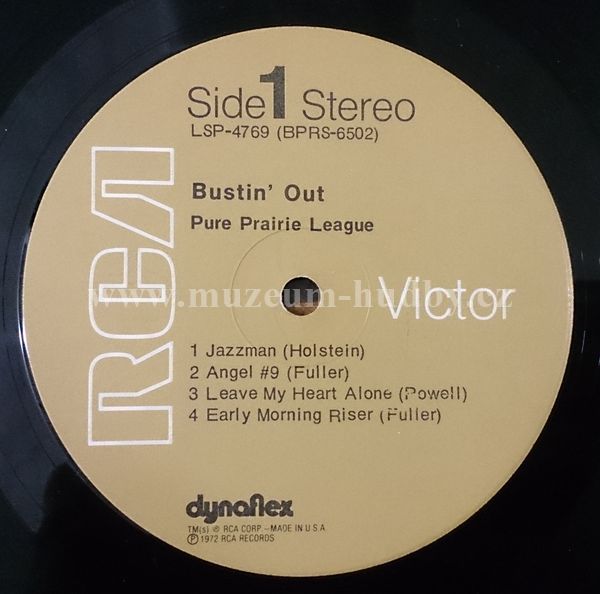 Side 1 Stereo
LSP-4769 (BPRS-6502)
Bustin' Out
Pure Prairie League
RCA
Victor
www.muzeum-hudby.cz
1 Jazzman (Holstein)
2 Angel #9 (Fuller)
3 Leave My Heart Alone (Powell)
4 Early Morning Riser (Fuller)
dynaflex
TM(s) ® RCA CORP.—MADE IN U.S.A.
Ⓟ 1972 RCA RECORDS